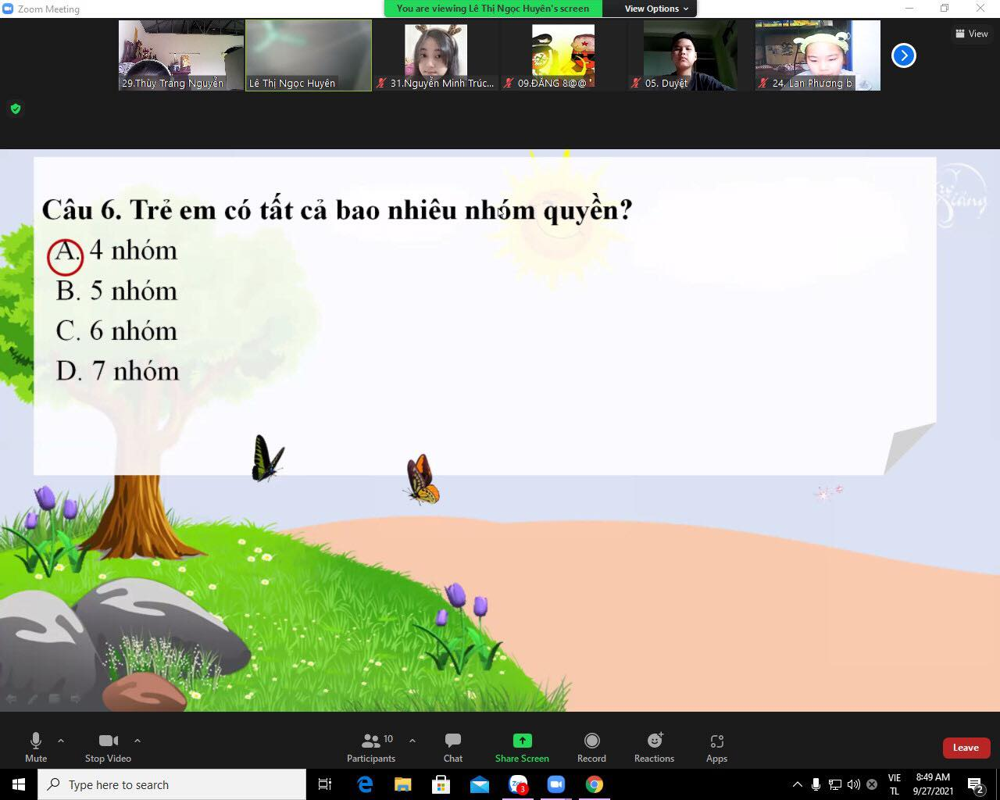 Zoom Meeting
You are viewing Lê Thị Ngọc Huyên's screen
View Options
View
29.Thùy Trang Nguyễn
Lê Thị Ngọc Huyên
31.Nguyễn Minh Trúc...
09.ĐĂNG 8@@
05. Duyệt
24. Lan Phương b
Câu 6. Trẻ em có tất cả bao nhiêu nhóm quyền?
A. 4 nhóm
B. 5 nhóm
C. 6 nhóm
D. 7 nhóm
Mute
Stop Video
Participants
10
Chat
Share Screen
Record
Reactions
Apps
Leave
Type here to search
3
VIE
TL
8:49 AM
9/27/2021
2